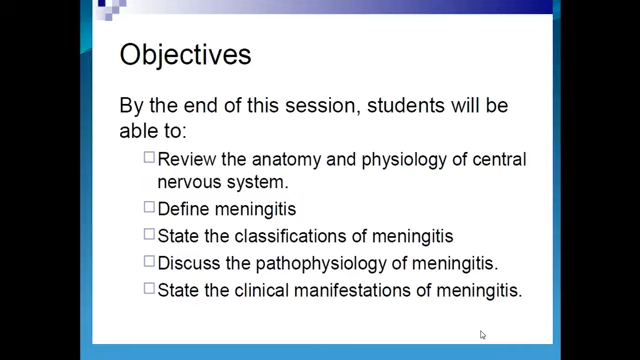 Objectives
By the end of this session, students will be
able to:
Review the anatomy and physiology of central
nervous system.
Define meningitis
State the classifications of meningitis
Discuss the pathophysiology of meningitis.
State the clinical manifestations of meningitis.